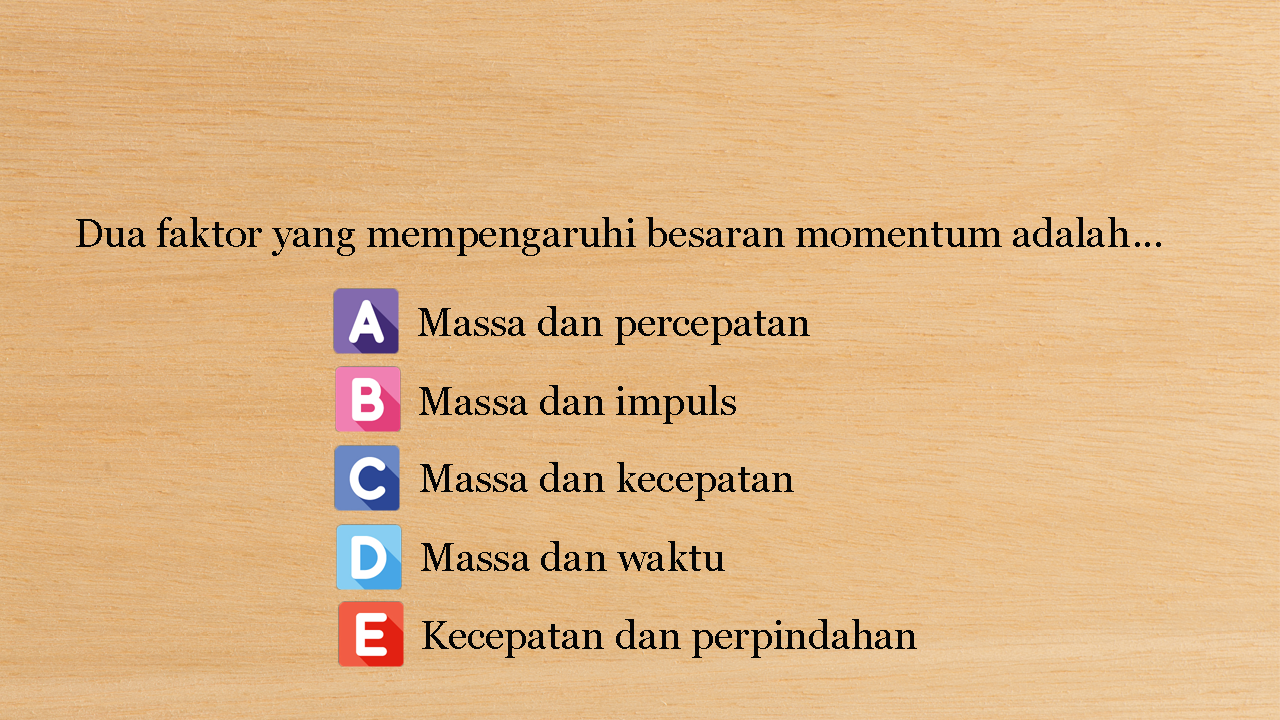 Dua faktor yang mempengaruhi besaran momentum adalah...
A Massa dan percepatan
B Massa dan impuls
C Massa dan kecepatan
D Massa dan waktu
E Kecepatan dan perpindahan